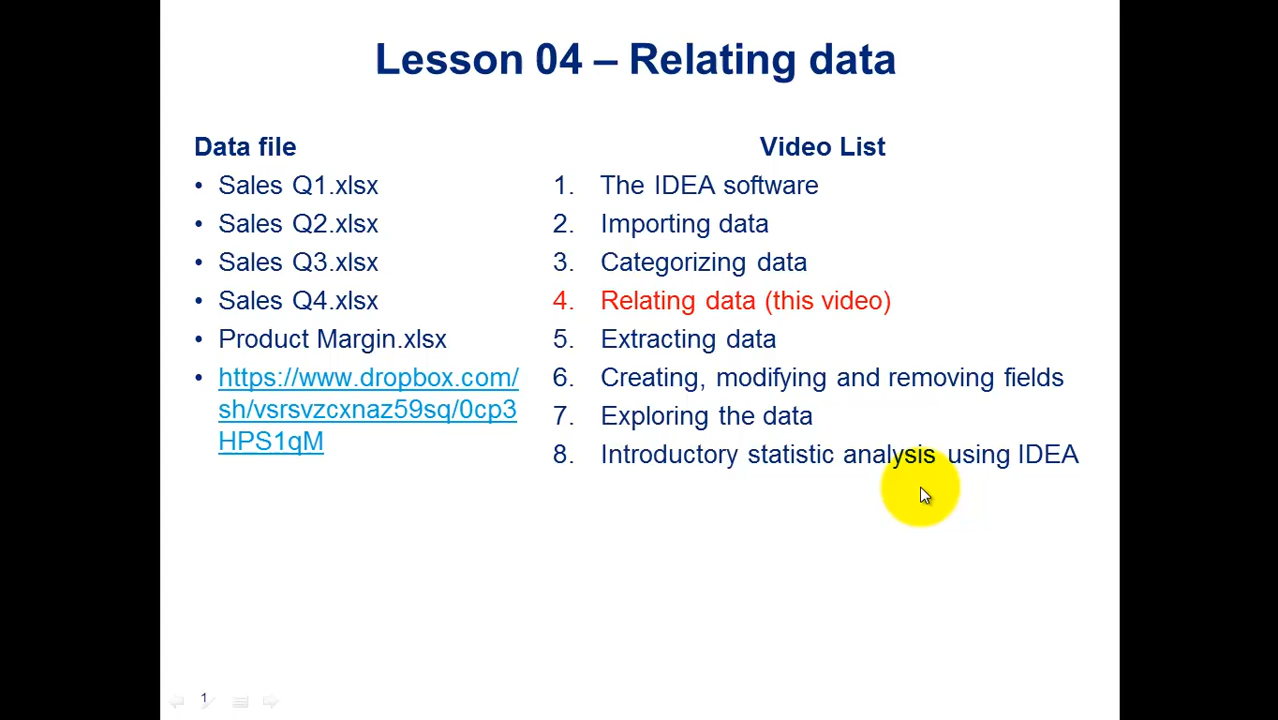 Lesson 04 – Relating data
Data file
• Sales Q1.xlsx
• Sales Q2.xlsx
• Sales Q3.xlsx
• Sales Q4.xlsx
• Product Margin.xlsx
• https://www.dropbox.com/
sh/vsrsvzcxnaz59sq/0cp3
HPS1qM
Video List
1. The IDEA software
2. Importing data
3. Categorizing data
4. Relating data (this video)
5. Extracting data
6. Creating, modifying and removing fields
7. Exploring the data
8. Introductory statistic analysis using IDEA
1